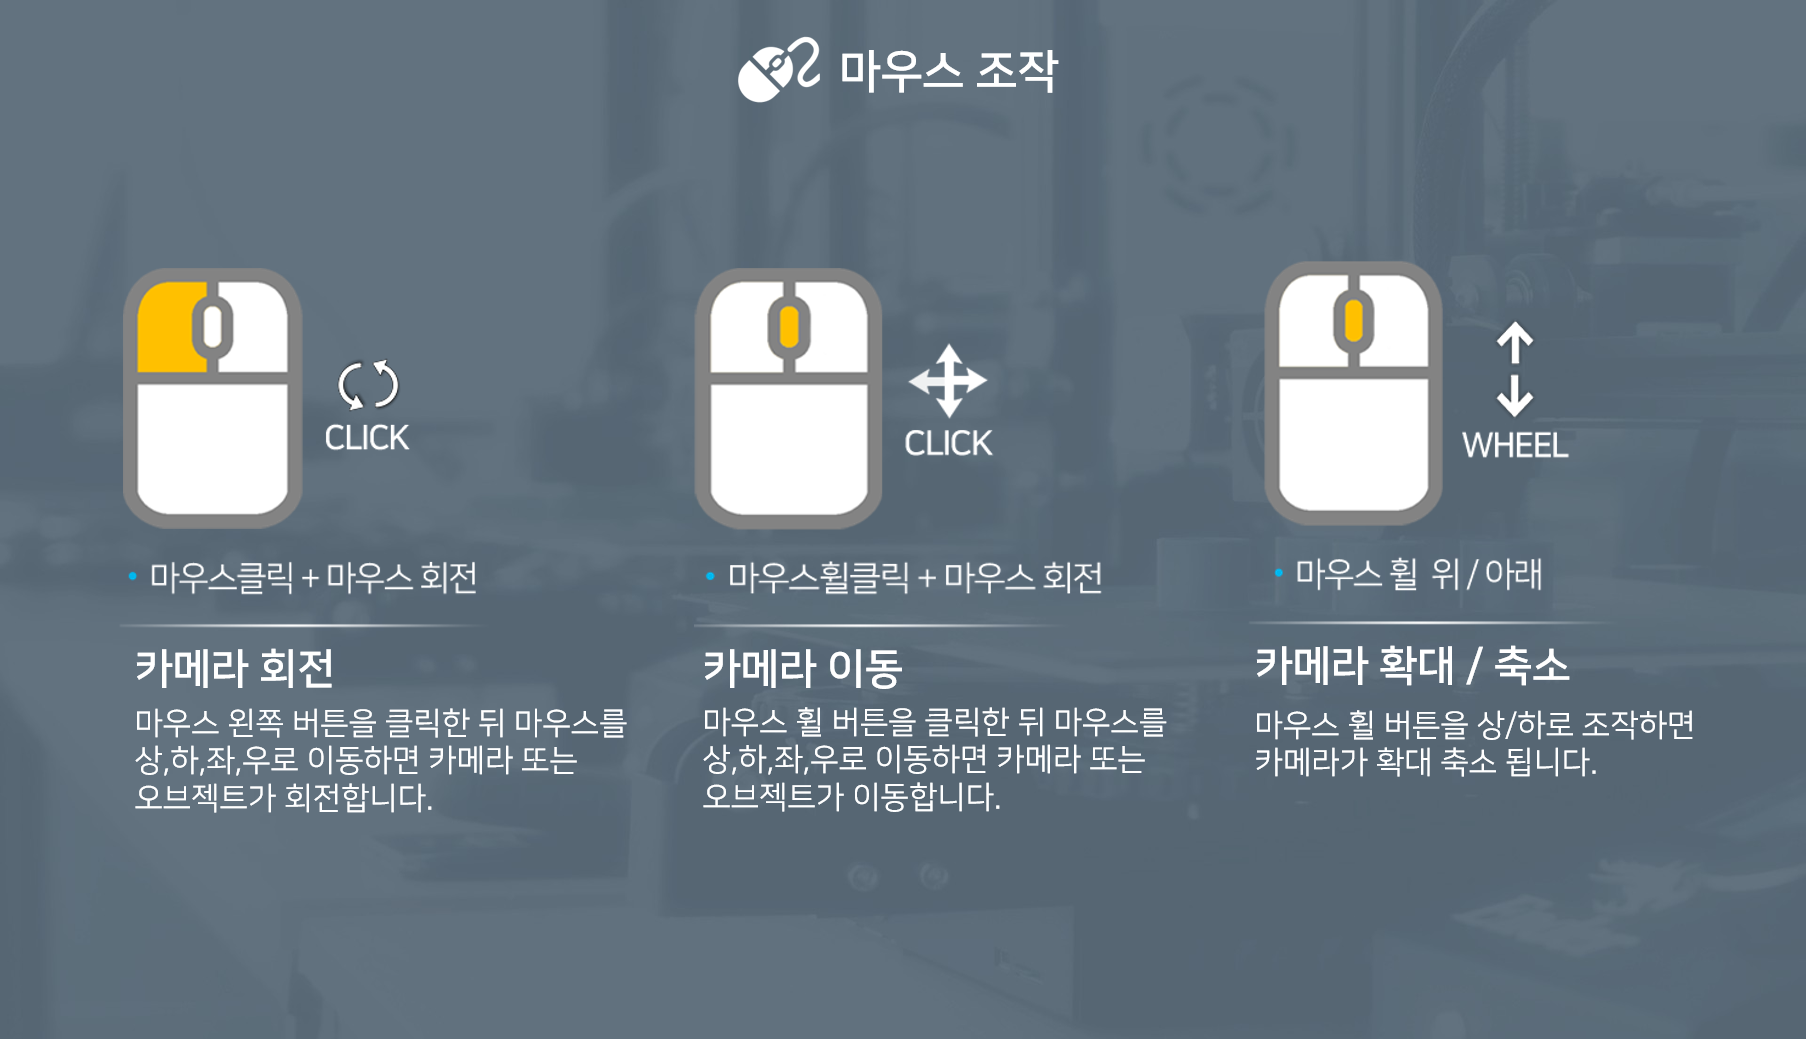 마우스 조작
CLICK
• 마우스클릭 + 마우스 회전
카메라 회전
마우스 왼쪽 버튼을 클릭한 뒤 마우스를
상,하,좌,우로 이동하면 카메라 또는
오브젝트가 회전합니다.
CLICK
• 마우스휠클릭 + 마우스 회전
카메라 이동
마우스 휠 버튼을 클릭한 뒤 마우스를
상,하,좌,우로 이동하면 카메라 또는
오브젝트가 이동합니다.
WHEEL
• 마우스 휠 위 / 아래
카메라 확대 / 축소
마우스 휠 버튼을 상/하로 조작하면
카메라가 확대 축소 됩니다.